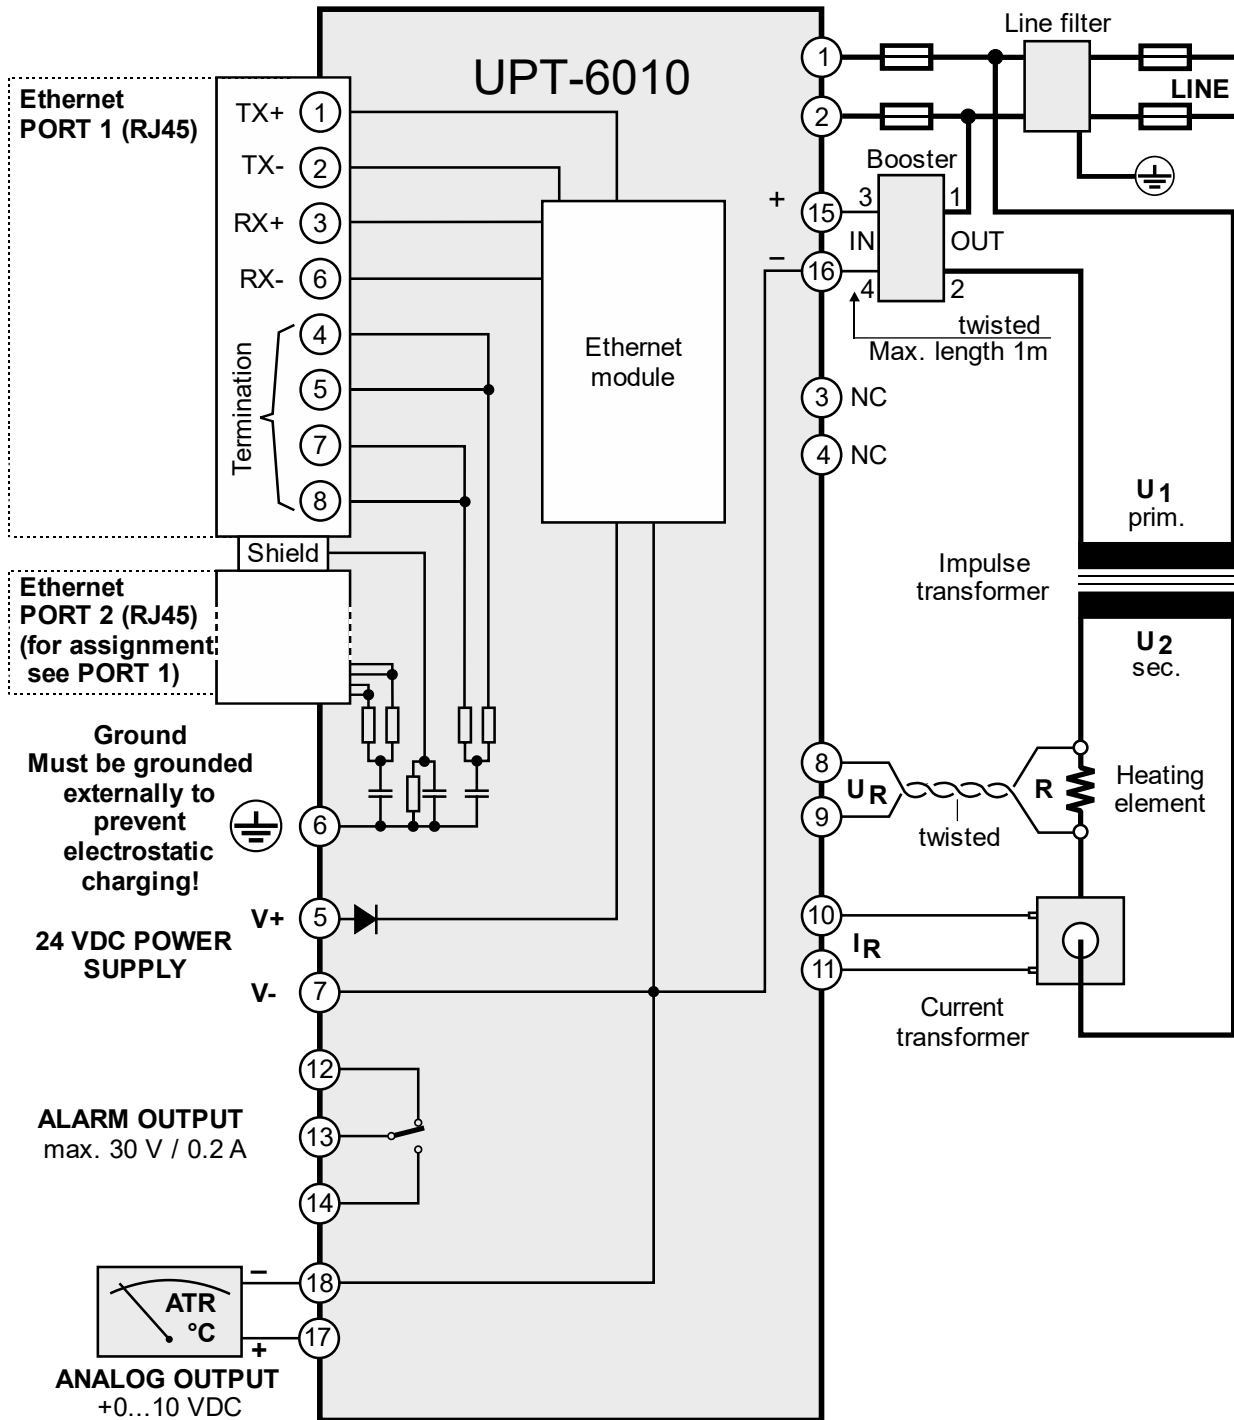 UPT-6010
Ethernet
PORT 1 (RJ45)
TX+ 1
TX- 2
RX+ 3
RX- 6
4
5
7
8
Termination
Shield
Ethernet
PORT 2 (RJ45)
(for assignment
see PORT 1)
Ground
Must be grounded
externally to
prevent
electrostatic
charging!
6
V+ 5
24 VDC POWER
SUPPLY
V- 7
12
ALARM OUTPUT
max. 30 V / 0.2 A
13
14
18
17
–
ATR
°C
+
ANALOG OUTPUT
+0...10 VDC
Ethernet
module
1
2
Line filter
LINE
Booster
+ 15 3 1
IN OUT
– 16 4 2
twisted
Max. length 1m
3 NC
4 NC
U1
prim.
Impulse
transformer
U2
sec.
8
UR
9
twisted
R
Heating
element
10
IR
11
Current
transformer